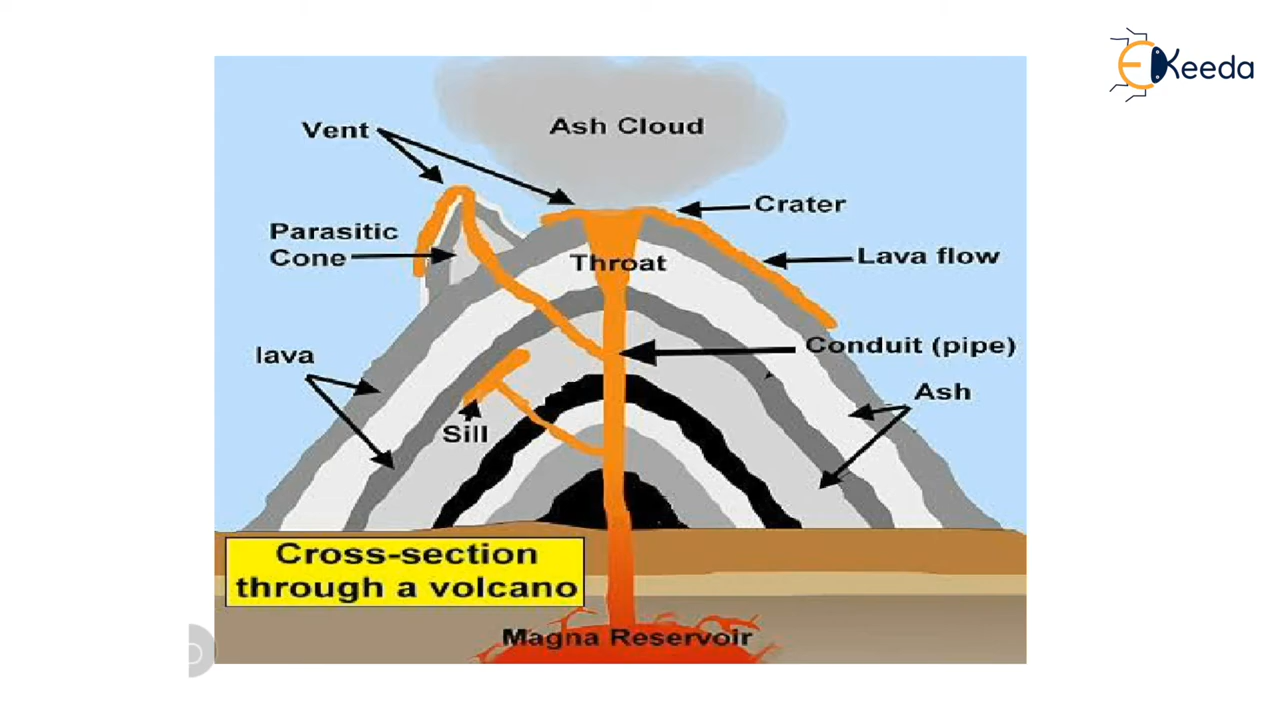 EKeeda
Ash Cloud
Vent
Crater
Parasitic
Cone
Lava flow
Throat
Conduit (pipe)
lava
Ash
Sill
Cross-section
through a volcano
Magna Reservoir